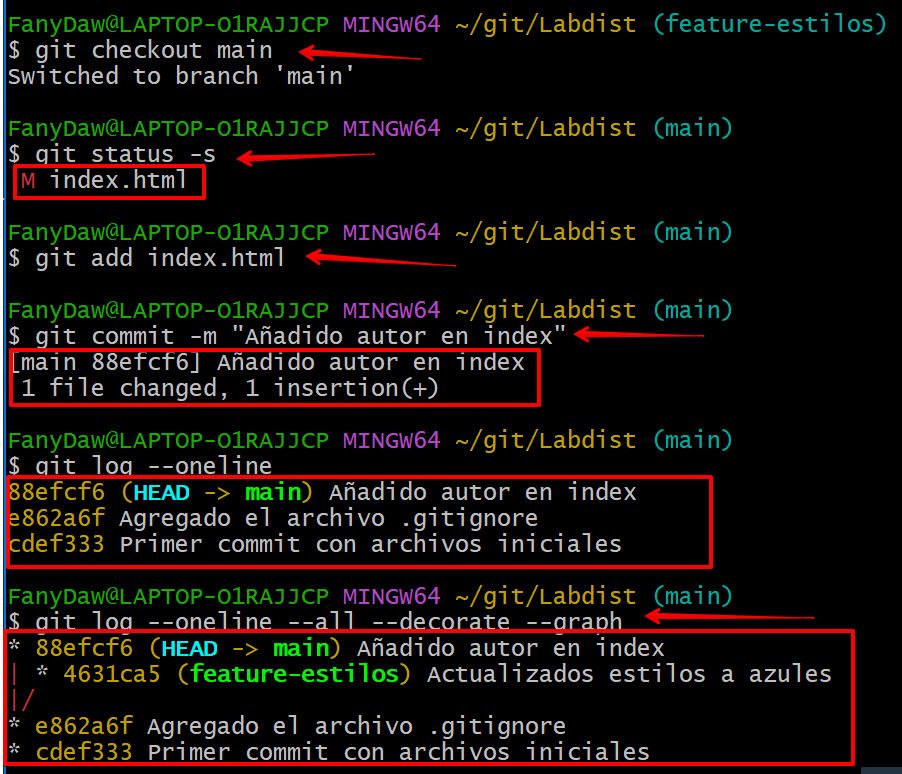 FanyDaw@LAPTOP-O1RAJJCP MINGW64 ~/git/Labdist (feature-estilos)
$ git checkout main
Switched to branch 'main'
FanyDaw@LAPTOP-O1RAJJCP MINGW64 ~/git/Labdist (main)
$ git status -s
 M index.html
FanyDaw@LAPTOP-O1RAJJCP MINGW64 ~/git/Labdist (main)
$ git add index.html
FanyDaw@LAPTOP-O1RAJJCP MINGW64 ~/git/Labdist (main)
$ git commit -m "Añadido autor en index"
[main 88efcf6] Añadido autor en index
 1 file changed, 1 insertion(+)
FanyDaw@LAPTOP-O1RAJJCP MINGW64 ~/git/Labdist (main)
$ git log --oneline
88efcf6 (HEAD -> main) Añadido autor en index
e862a6f Agregado el archivo .gitignore
cdef333 Primer commit con archivos iniciales
FanyDaw@LAPTOP-O1RAJJCP MINGW64 ~/git/Labdist (main)
$ git log --oneline --all --decorate --graph
* 88efcf6 (HEAD -> main) Añadido autor en index
| * 4631ca5 (feature-estilos) Actualizados estilos a azules
|/
* e862a6f Agregado el archivo .gitignore
* cdef333 Primer commit con archivos iniciales